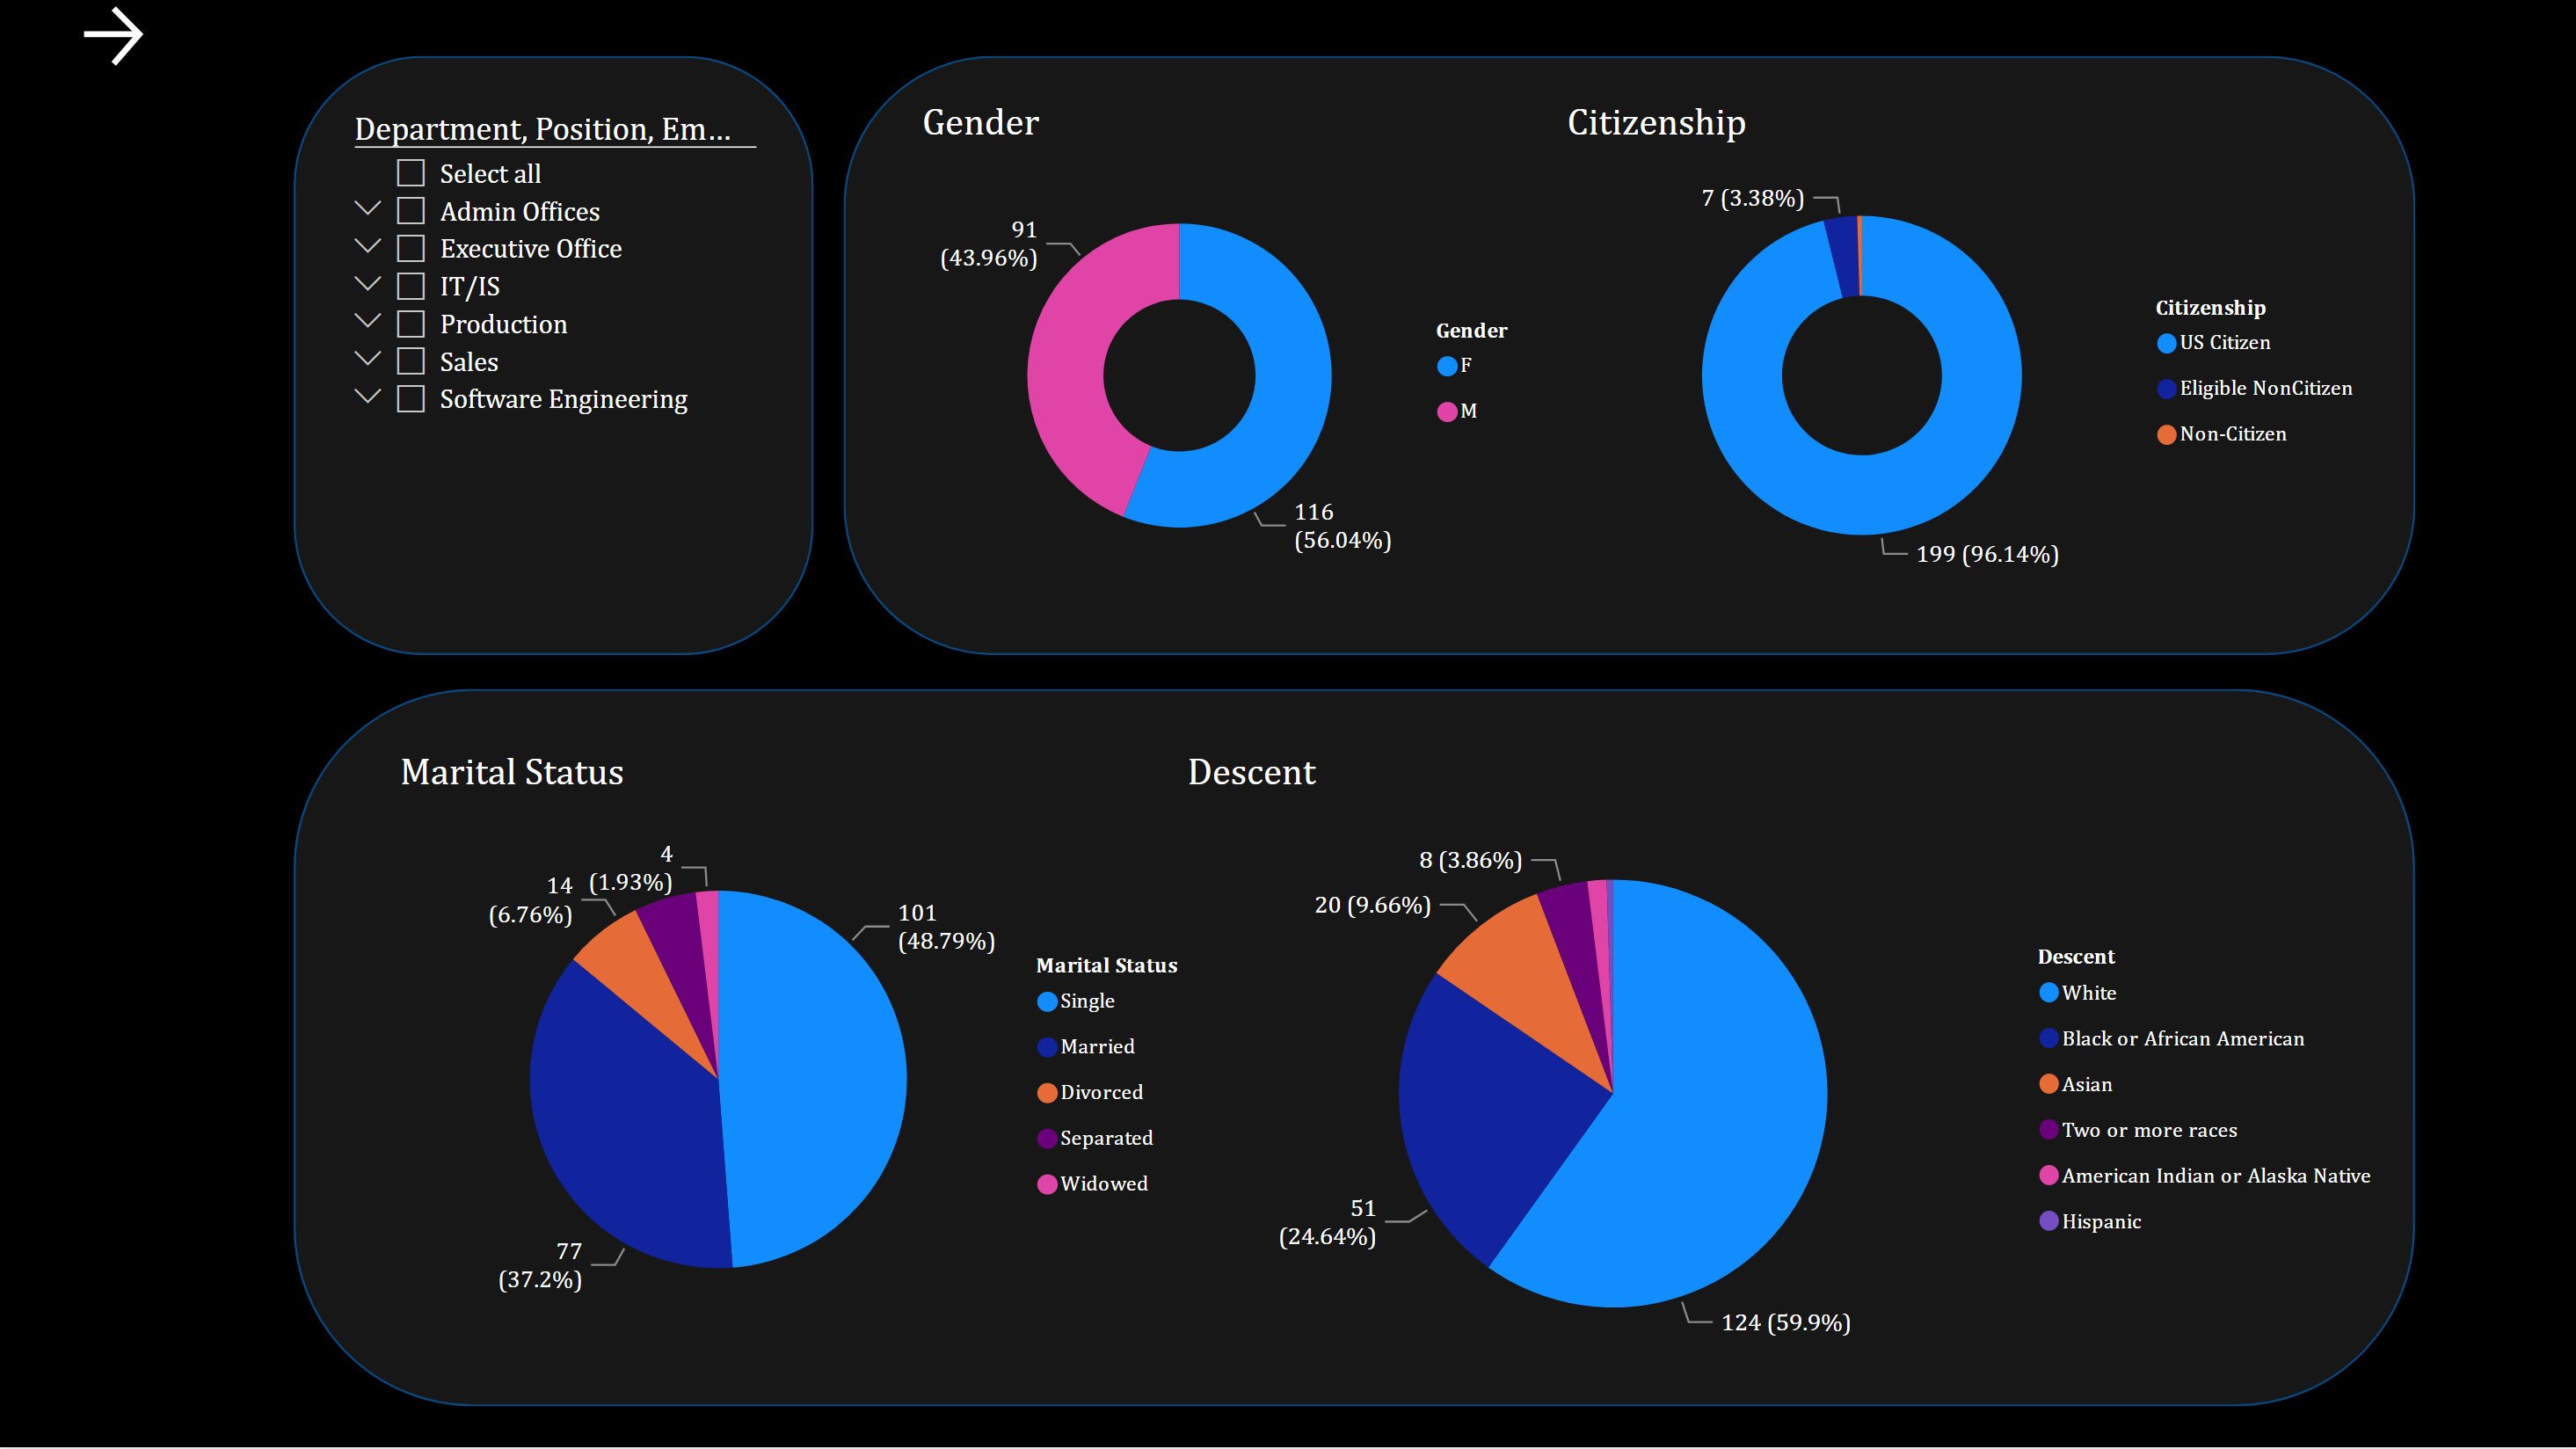 Department, Position, Em...
Select all
Admin Offices
Executive Office
IT/IS
Production
Sales
Software Engineering
Gender
91
(43.96%)
116
(56.04%)
Gender
F
M
Citizenship
7 (3.38%)
199 (96.14%)
Citizenship
US Citizen
Eligible NonCitizen
Non-Citizen
Marital Status
4
(1.93%)
14
(6.76%)
101
(48.79%)
77
(37.2%)
Marital Status
Single
Married
Divorced
Separated
Widowed
Descent
8 (3.86%)
20 (9.66%)
51
(24.64%)
124 (59.9%)
Descent
White
Black or African American
Asian
Two or more races
American Indian or Alaska Native
Hispanic